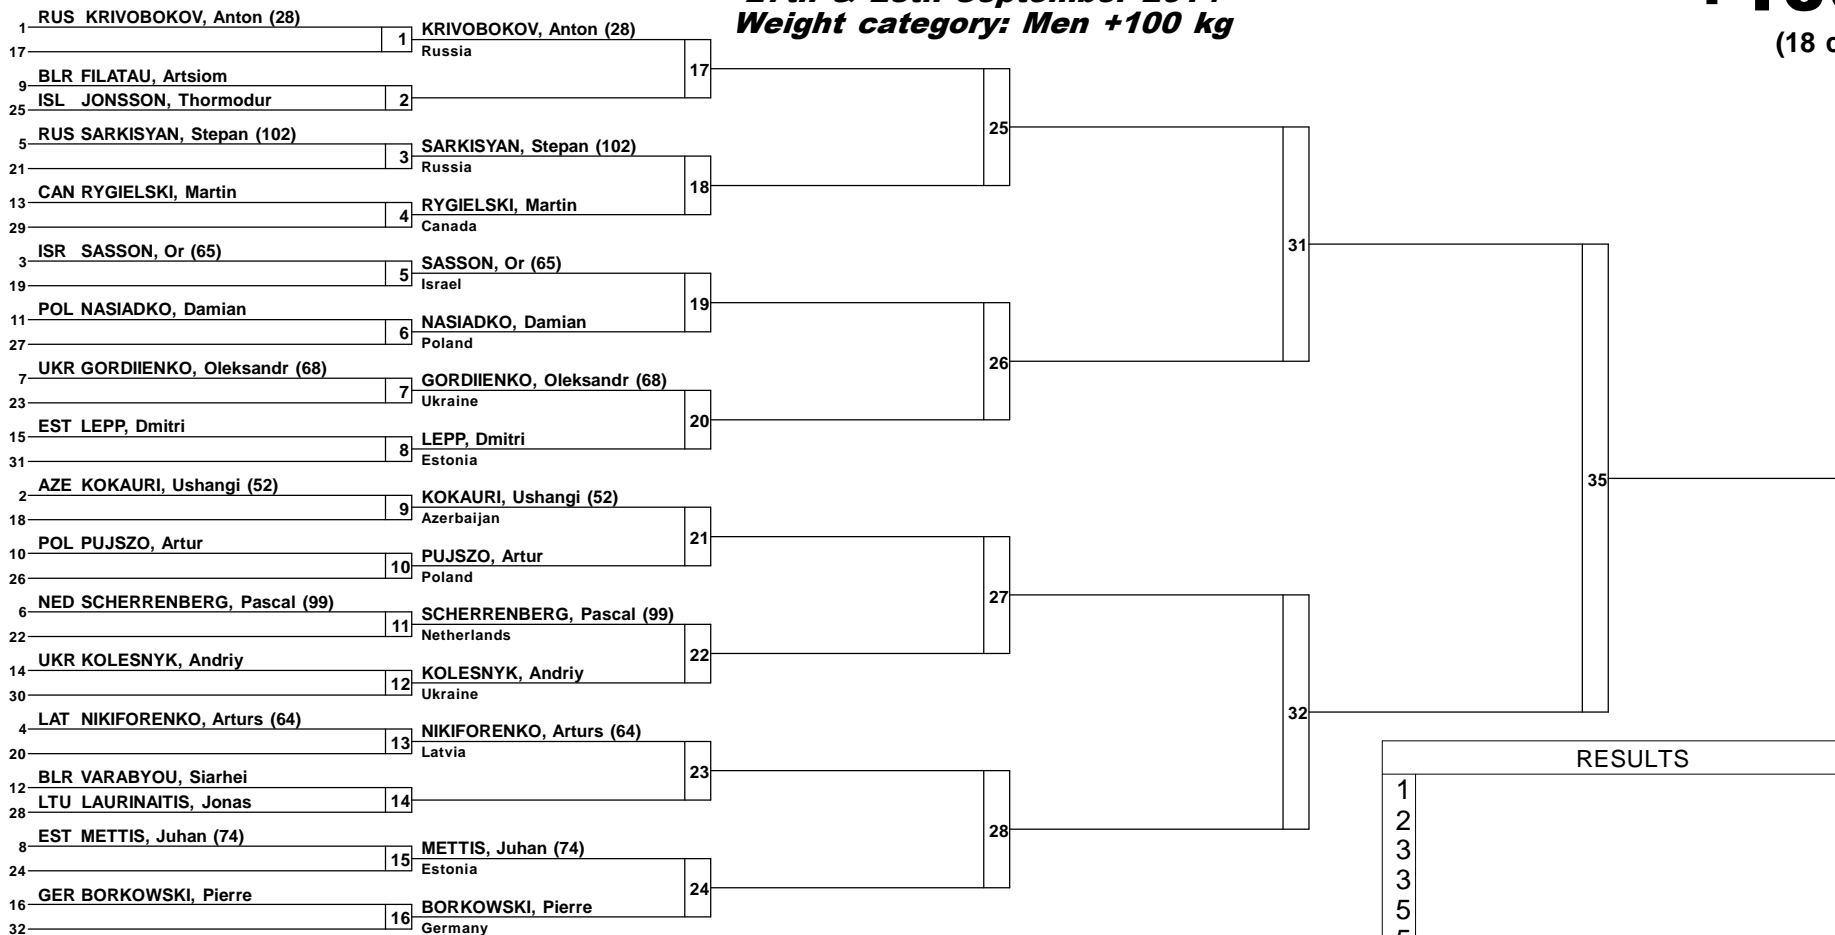 Weight category: Men +100 kg
(18 c
1 RUS KRIVOBOKOV, Anton (28)
17
1 KRIVOBOKOV, Anton (28)
Russia
9 BLR FILATAU, Artsiom
25 ISL JONSSON, Thormodur
2
17
5 RUS SARKISYAN, Stepan (102)
21
3 SARKISYAN, Stepan (102)
Russia
13 CAN RYGIELSKI, Martin
29
4 RYGIELSKI, Martin
Canada
18
25
3 ISR SASSON, Or (65)
19
5 SASSON, Or (65)
Israel
11 POL NASIADKO, Damian
27
6 NASIADKO, Damian
Poland
19
7 UKR GORDIIENKO, Oleksandr (68)
23
7 GORDIIENKO, Oleksandr (68)
Ukraine
15 EST LEPP, Dmitri
31
8 LEPP, Dmitri
Estonia
20
26
31
2 AZE KOKAURI, Ushangi (52)
18
9 KOKAURI, Ushangi (52)
Azerbaijan
10 POL PUJSZO, Artur
26
10 PUJSZO, Artur
Poland
21
6 NED SCHERRENBERG, Pascal (99)
22
11 SCHERRENBERG, Pascal (99)
Netherlands
14 UKR KOLESNYK, Andriy
30
12 KOLESNYK, Andriy
Ukraine
22
27
4 LAT NIKIFORENKO, Arturs (64)
20
13 NIKIFORENKO, Arturs (64)
Latvia
12 BLR VARABYOU, Siarhei
28 LTU LAURINAITIS, Jonas
14
23
8 EST METTIS, Juhan (74)
24
15 METTIS, Juhan (74)
Estonia
16 GER BORKOWSKI, Pierre
32
16 BORKOWSKI, Pierre
Germany
24
28
32
35
RESULTS
1
2
3
3
5